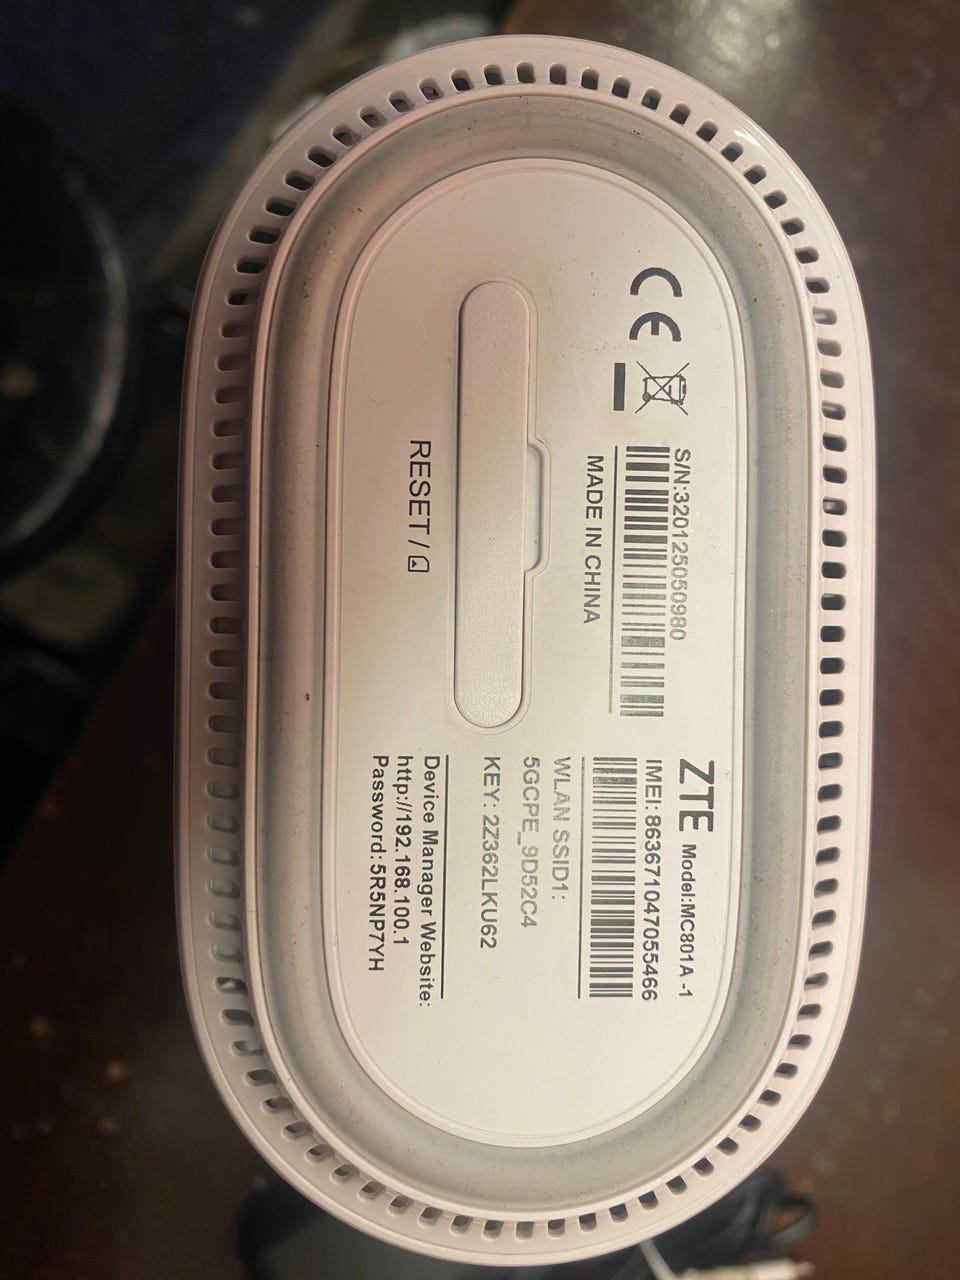 CE
S/N:320125050980
MADE IN CHINA
RESET /
ZTE Model:MC801A -1
IMEI: 863671047055466
WLAN SSID1:
5GCPE_9D52C4
KEY: 2Z362LKU62
Device Manager Website:
http://192.168.100.1
Password: 5R5NP7YH